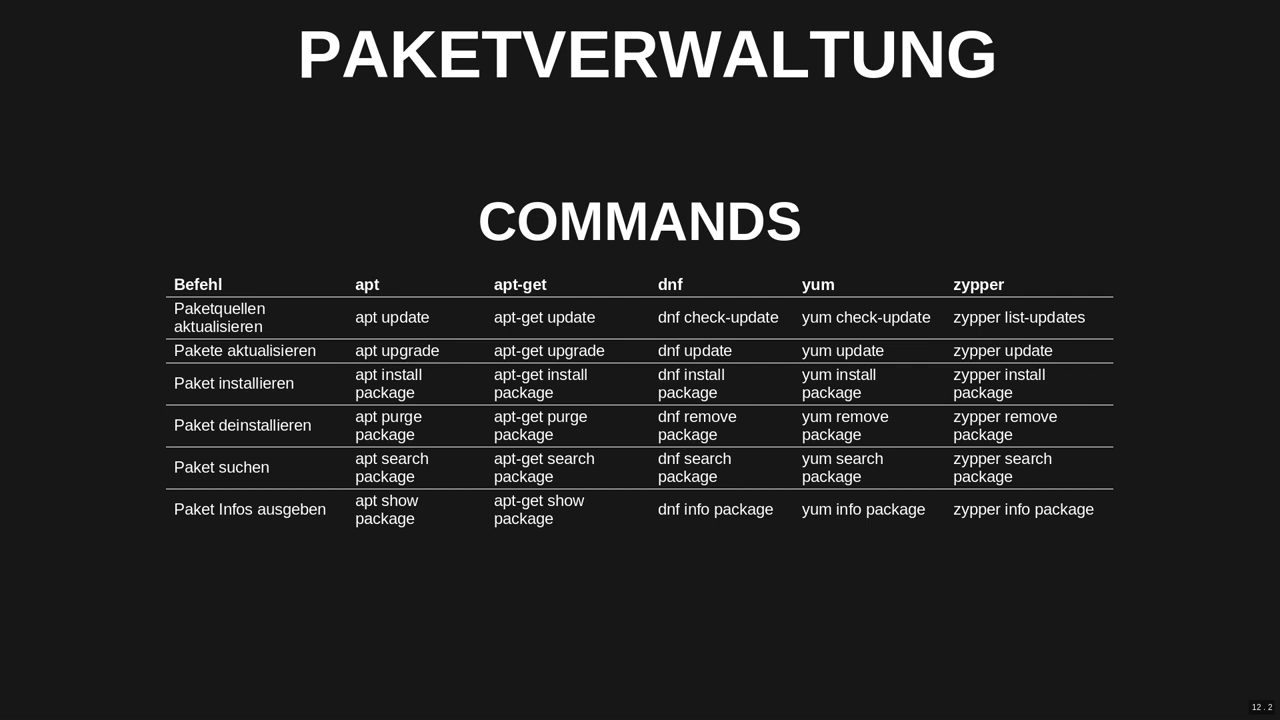 PAKETVERWALTUNG
COMMANDS
Befehl apt apt-get dnf yum zypper
Paketquellen aktualisieren apt update apt-get update dnf check-update yum check-update zypper list-updates
Pakete aktualisieren apt upgrade apt-get upgrade dnf update yum update zypper update
Paket installieren apt install package apt-get install package dnf install package yum install package zypper install package
Paket deinstallieren apt purge package apt-get purge package dnf remove package yum remove package zypper remove package
Paket suchen apt search package apt-get search package dnf search package yum search package zypper search package
Paket Infos ausgeben apt show package apt-get show package dnf info package yum info package zypper info package
12 . 2